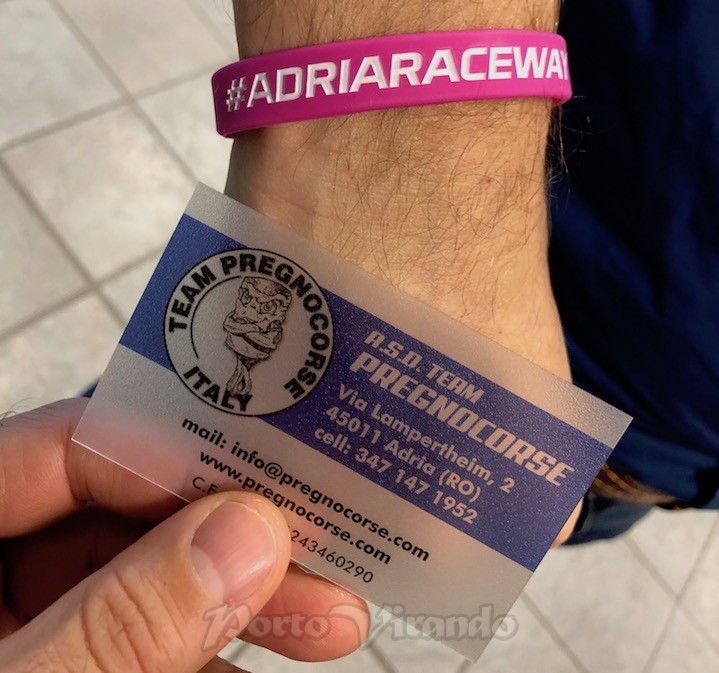 #ADRIARACEWAY
TEAM PREGNOCORSE
ITALY
A.S.D. TEAM
PREGNOCORSE
Via Lampertheim, 2
45011 Adria (RO)
cell: 347 147 1952
mail: info@pregnocorse.com
www.pregnocorse.com
243460290
PortoVirando